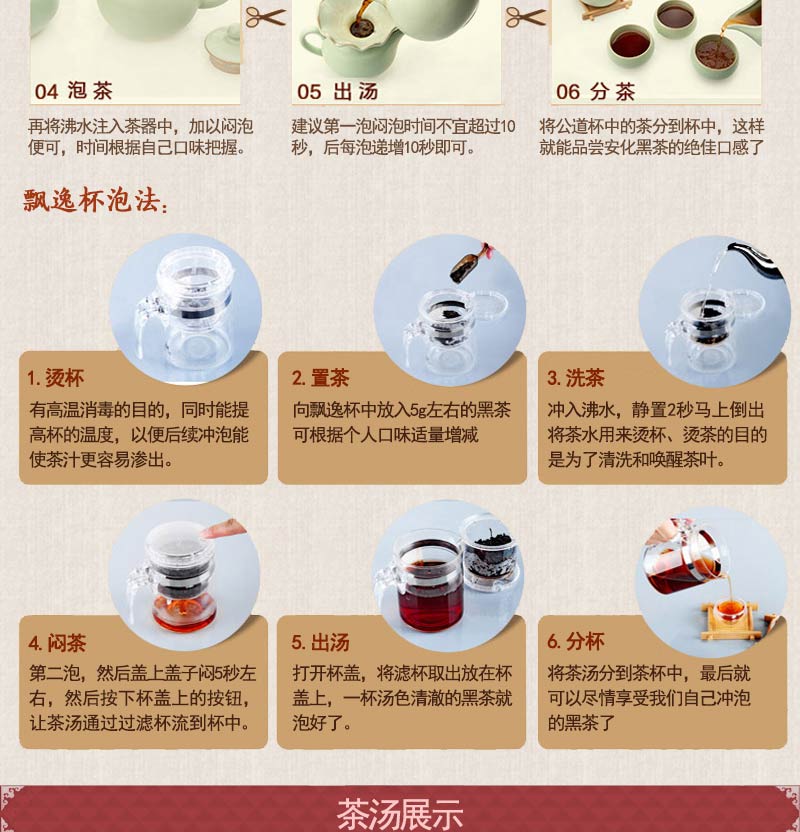 04 泡茶
05 出汤
06 分茶
再将沸水注入茶器中，加以闷泡
便可，时间根据自己口味把握。
建议第一泡闷泡时间不宜超过10
秒，后每泡递增10秒即可。
将公道杯中的茶分到杯中，这样
就能品尝安化黑茶的绝佳口感了
飘逸杯泡法：
1.烫杯
有高温消毒的目的，同时能提
高杯的温度，以便后续冲泡能
使茶汁更容易渗出。
2.置茶
向飘逸杯中放入5g左右的黑茶
可根据个人口味适量增减
3.洗茶
冲入沸水，静置2秒马上倒出
将茶水用来烫杯、烫茶的目的
是为了清洗和唤醒茶叶。
4.闷茶
第二泡，然后盖上盖子闷5秒左
右，然后按下杯盖上的按钮，
让茶汤通过过滤杯流到杯中。
5.出汤
打开杯盖，将滤杯取出放在杯
盖上，一杯汤色清澈的黑茶就
泡好了。
6.分杯
将茶汤分到茶杯中，最后就
可以尽情享受我们自己冲泡
的黑茶了
茶汤展示